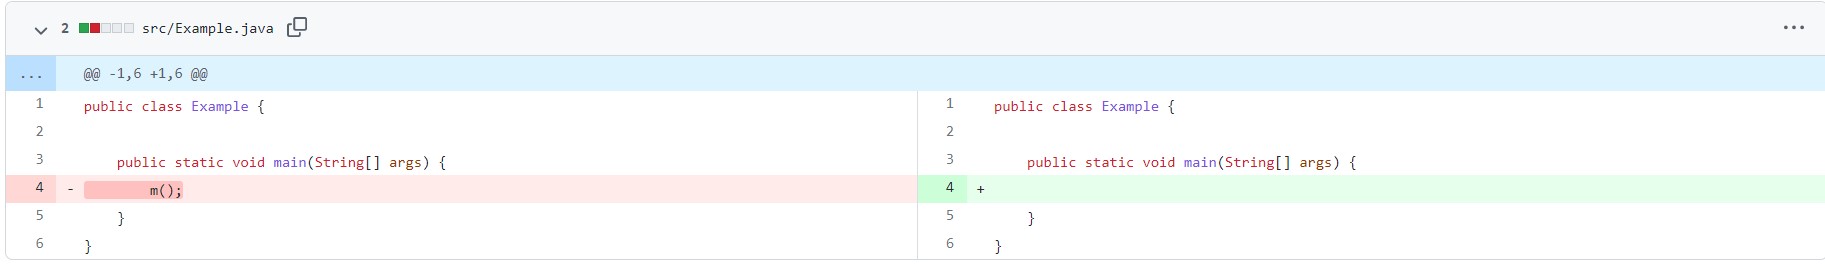 2 src/Example.java ...
... @@ -1,6 +1,6 @@
1 public class Example {
2
3 public static void main(String[] args) {
4 - m();
5 }
6 }
1 public class Example {
2
3 public static void main(String[] args) {
4 +
5 }
6 }